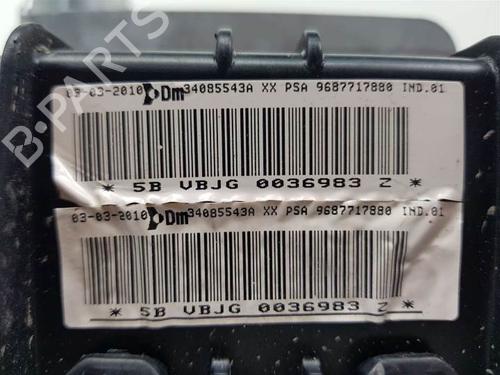 03-03-2010 Dm 34085543A XX PSA 9687717880 IND.01
* 5B VBJG 0036983 Z *
03-03-2010 Dm 34085543A XX PSA 9687717880 IND.01
* 5B VBJG 0036983 Z *
B-PARTS